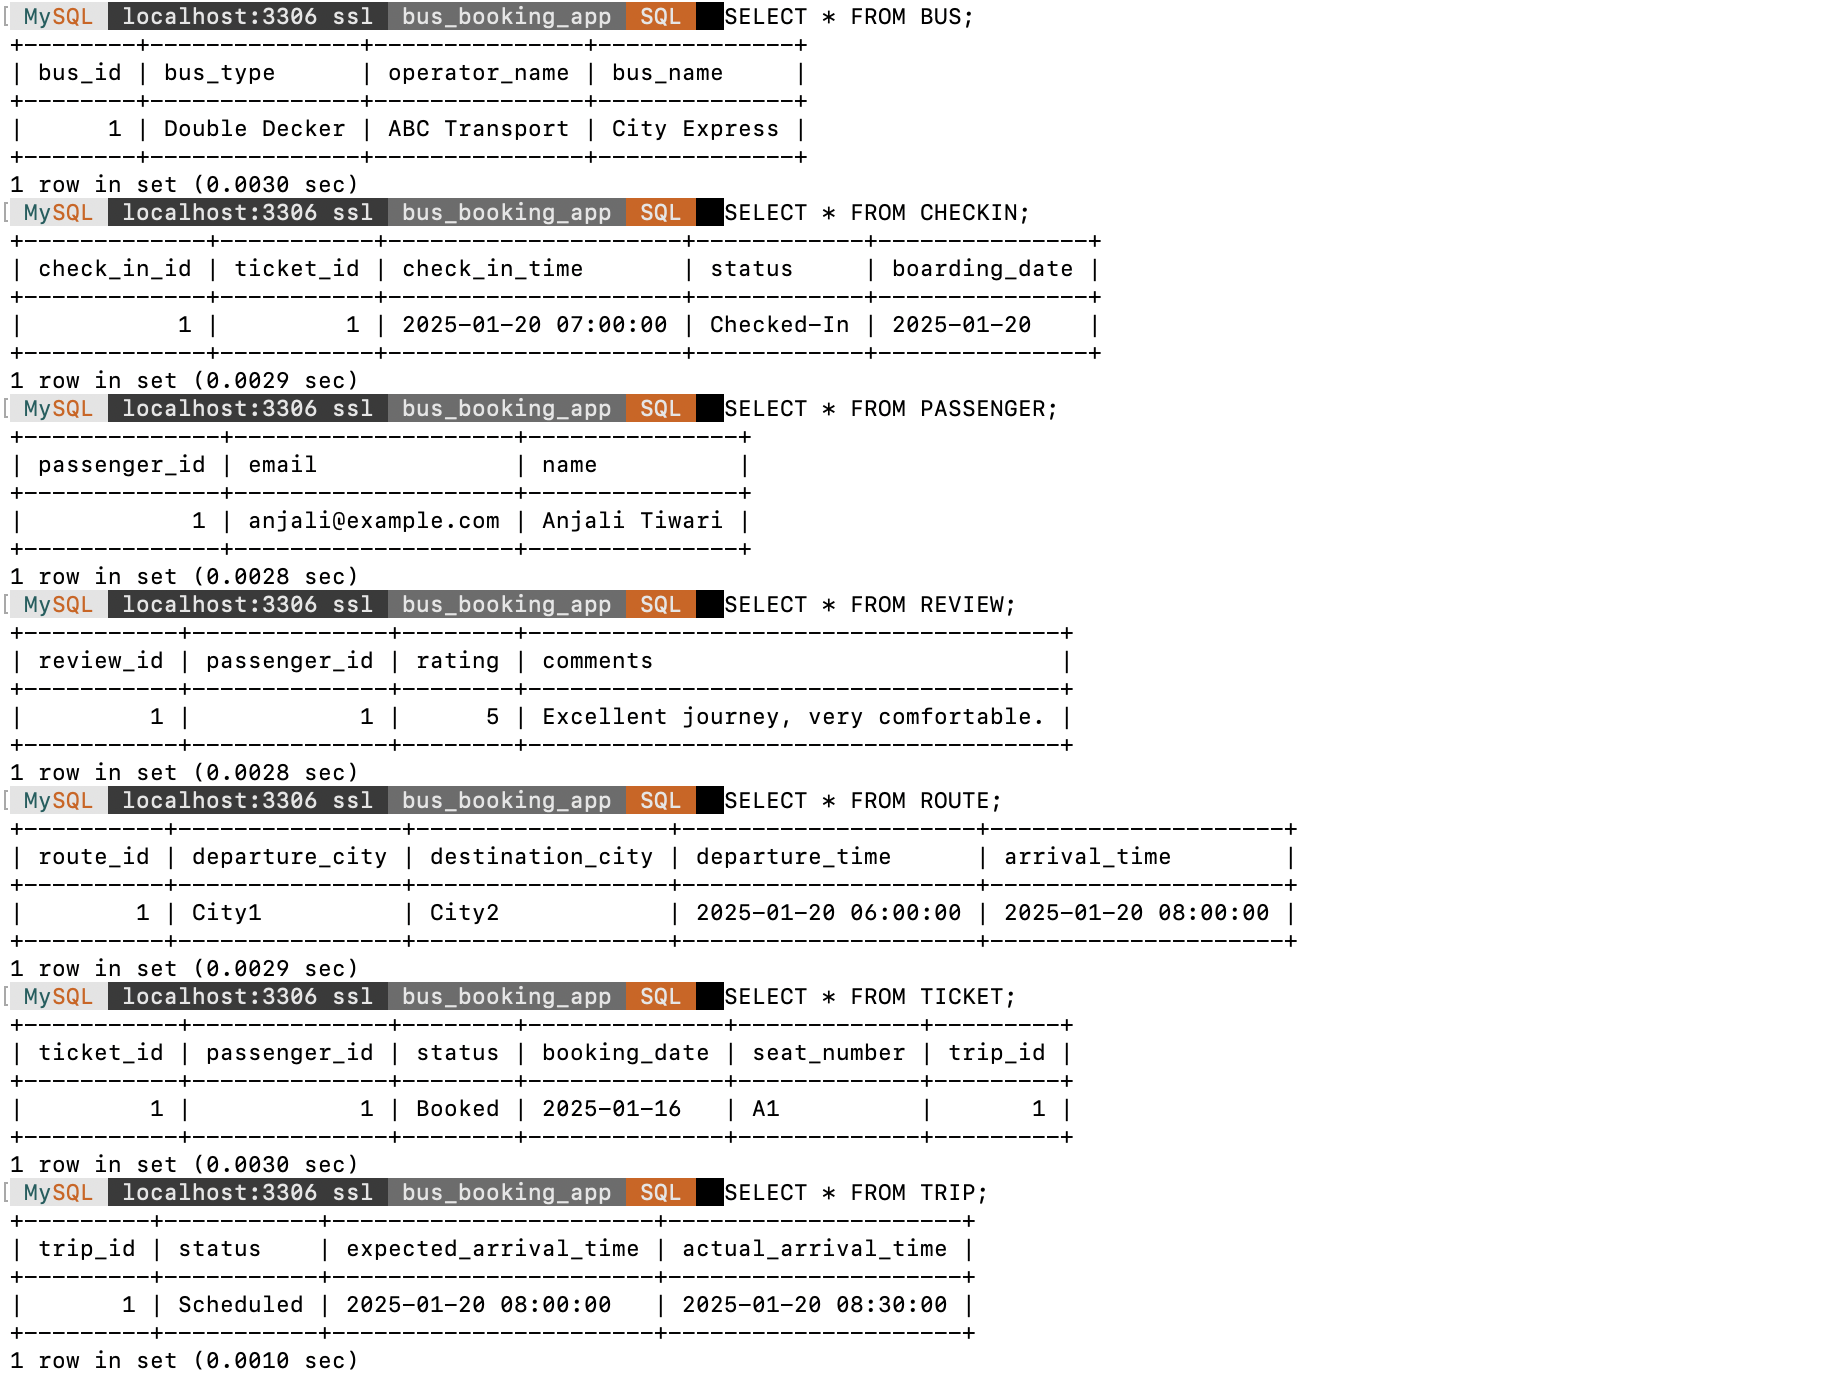 MySQL localhost:3306 ssl bus_booking_app SQL SELECT * FROM BUS;
+--------+---------------+---------------+--------------+
| bus_id | bus_type      | operator_name | bus_name     |
+--------+---------------+---------------+--------------+
|      1 | Double Decker | ABC Transport | City Express |
+--------+---------------+---------------+--------------+
1 row in set (0.0030 sec)
MySQL localhost:3306 ssl bus_booking_app SQL SELECT * FROM CHECKIN;
+-------------+-----------+---------------------+------------+---------------+
| check_in_id | ticket_id | check_in_time       | status     | boarding_date |
+-------------+-----------+---------------------+------------+---------------+
|           1 |         1 | 2025-01-20 07:00:00 | Checked-In | 2025-01-20    |
+-------------+-----------+---------------------+------------+---------------+
1 row in set (0.0029 sec)
MySQL localhost:3306 ssl bus_booking_app SQL SELECT * FROM PASSENGER;
+--------------+--------------------+---------------+
| passenger_id | email              | name          |
+--------------+--------------------+---------------+
|            1 | anjali@example.com | Anjali Tiwari |
+--------------+--------------------+---------------+
1 row in set (0.0028 sec)
MySQL localhost:3306 ssl bus_booking_app SQL SELECT * FROM REVIEW;
+-----------+--------------+--------+--------------------------------------+
| review_id | passenger_id | rating | comments                             |
+-----------+--------------+--------+--------------------------------------+
|         1 |            1 |      5 | Excellent journey, very comfortable. |
+-----------+--------------+--------+--------------------------------------+
1 row in set (0.0028 sec)
MySQL localhost:3306 ssl bus_booking_app SQL SELECT * FROM ROUTE;
+----------+----------------+------------------+---------------------+---------------------+
| route_id | departure_city | destination_city | departure_time      | arrival_time        |
+----------+----------------+------------------+---------------------+---------------------+
|        1 | City1          | City2            | 2025-01-20 06:00:00 | 2025-01-20 08:00:00 |
+----------+----------------+------------------+---------------------+---------------------+
1 row in set (0.0029 sec)
MySQL localhost:3306 ssl bus_booking_app SQL SELECT * FROM TICKET;
+-----------+--------------+--------+--------------+-------------+---------+
| ticket_id | passenger_id | status | booking_date | seat_number | trip_id |
+-----------+--------------+--------+--------------+-------------+---------+
|         1 |            1 | Booked | 2025-01-16   | A1          |       1 |
+-----------+--------------+--------+--------------+-------------+---------+
1 row in set (0.0030 sec)
MySQL localhost:3306 ssl bus_booking_app SQL SELECT * FROM TRIP;
+---------+-----------+-----------------------+---------------------+
| trip_id | status    | expected_arrival_time | actual_arrival_time |
+---------+-----------+-----------------------+---------------------+
|       1 | Scheduled | 2025-01-20 08:00:00   | 2025-01-20 08:30:00 |
+---------+-----------+-----------------------+---------------------+
1 row in set (0.0010 sec)